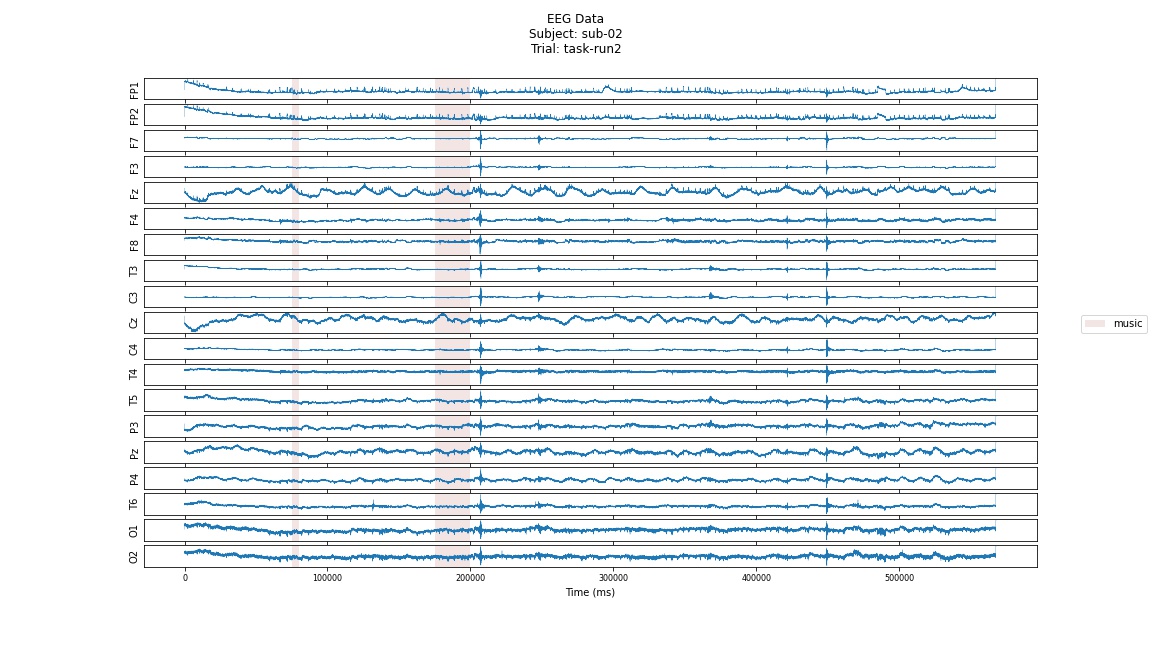 EEG Data
Subject: sub-02
Trial: task-run2
FP1
FP2
F7
F3
Fz
F4
F8
T3
C3
Cz
C4
T4
T5
P3
Pz
P4
T6
O1
O2
music
0 100000 200000 300000 400000 500000
Time (ms)